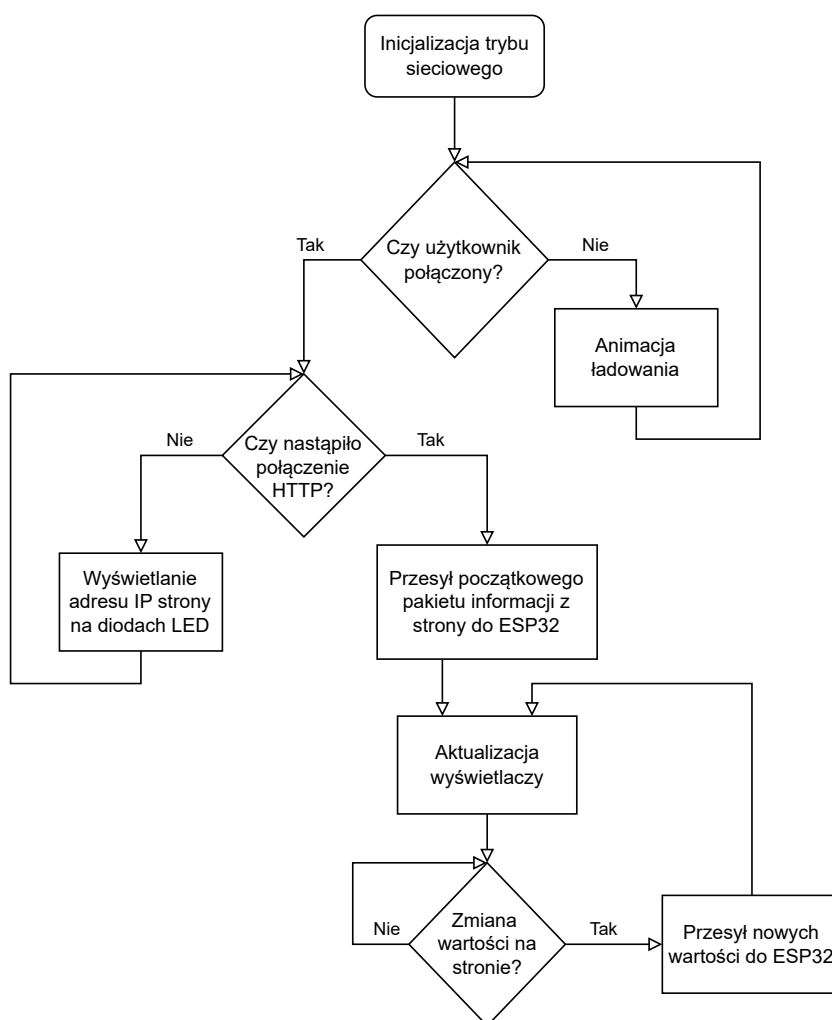 Inicjalizacja trybu
sieciowego
Tak
Czy użytkownik
połączony?
Nie
Animacja
ładowania
Nie
Czy nastąpiło
połączenie
HTTP?
Tak
Wyświetlanie
adresu IP strony
na diodach LED
Przesył początkowego
pakietu informacji z
strony do ESP32
Aktualizacja
wyświetlaczy
Nie
Zmiana
wartości na
stronie?
Tak
Przesył nowych
wartości do ESP32